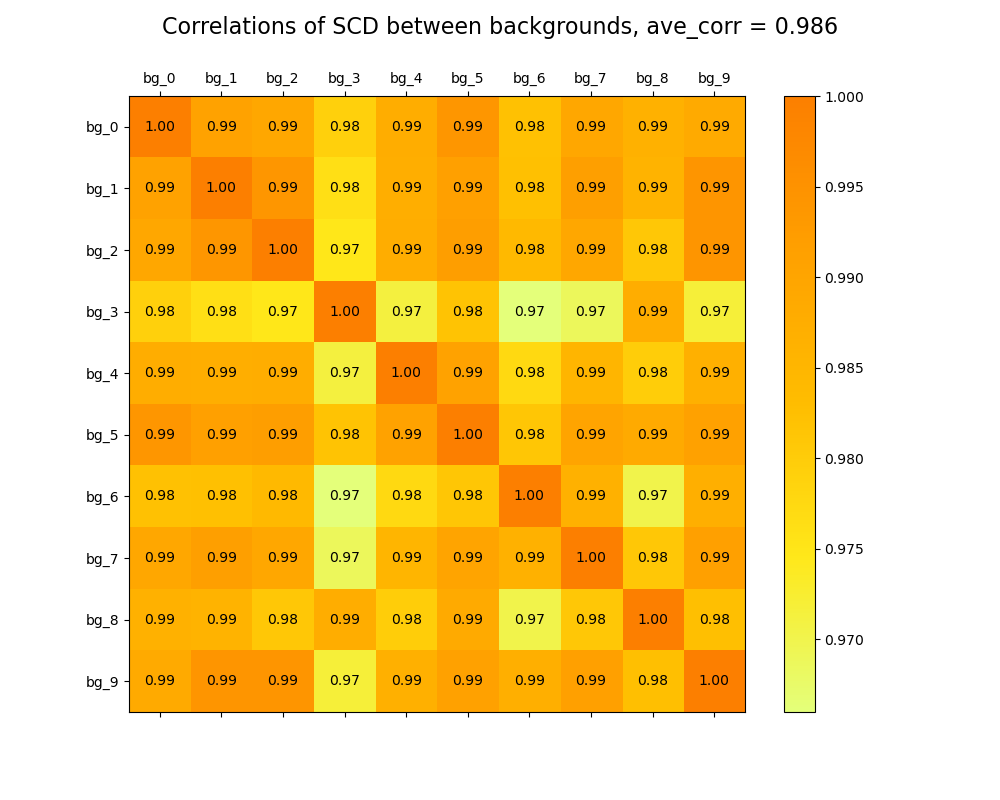 Correlations of SCD between backgrounds, ave_corr = 0.986
bg_0 bg_1 bg_2 bg_3 bg_4 bg_5 bg_6 bg_7 bg_8 bg_9
bg_0 1.00 0.99 0.99 0.98 0.99 0.99 0.98 0.99 0.99 0.99
bg_1 0.99 1.00 0.99 0.98 0.99 0.99 0.98 0.99 0.99 0.99
bg_2 0.99 0.99 1.00 0.97 0.99 0.99 0.98 0.99 0.98 0.99
bg_3 0.98 0.98 0.97 1.00 0.97 0.98 0.97 0.97 0.99 0.97
bg_4 0.99 0.99 0.99 0.97 1.00 0.99 0.98 0.99 0.98 0.99
bg_5 0.99 0.99 0.99 0.98 0.99 1.00 0.98 0.99 0.99 0.99
bg_6 0.98 0.98 0.98 0.97 0.98 0.98 1.00 0.99 0.97 0.99
bg_7 0.99 0.99 0.99 0.97 0.99 0.99 0.99 1.00 0.98 0.99
bg_8 0.99 0.99 0.98 0.99 0.98 0.99 0.97 0.98 1.00 0.98
bg_9 0.99 0.99 0.99 0.97 0.99 0.99 0.99 0.99 0.98 1.00
1.000
0.995
0.990
0.985
0.980
0.975
0.970